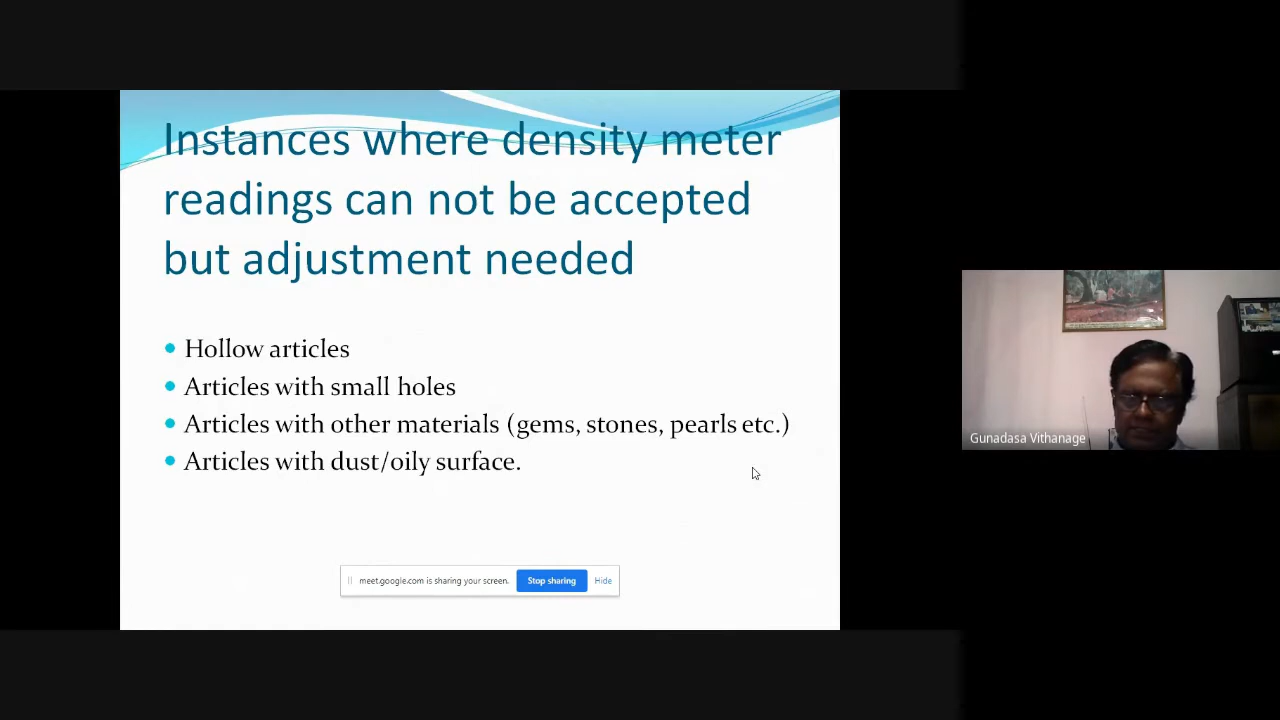 Instances where density meter
readings can not be accepted
but adjustment needed
Hollow articles
Articles with small holes
Articles with other materials (gems, stones, pearls etc.)
Articles with dust/oily surface.
meet.google.com is sharing your screen. Stop sharing Hide
Gunadasa Vithanage